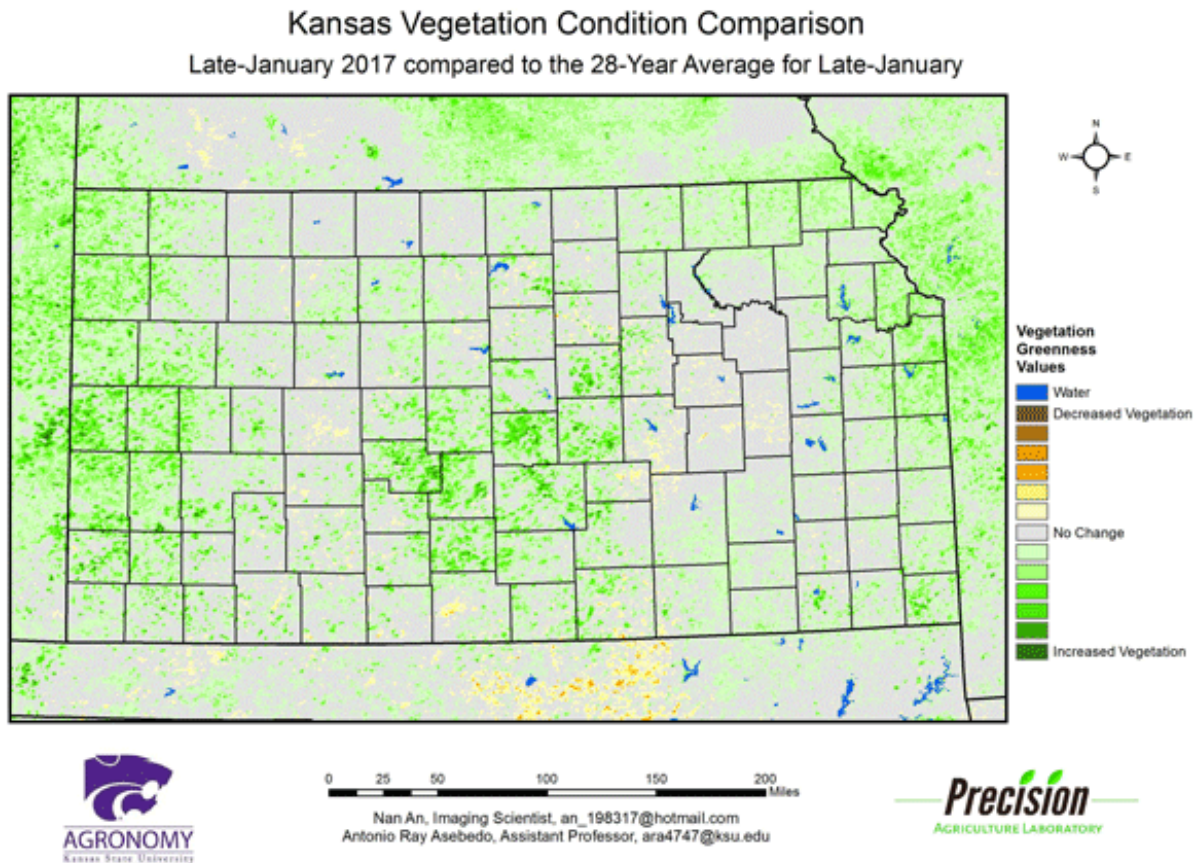 Kansas Vegetation Condition Comparison
Late-January 2017 compared to the 28-Year Average for Late-January
N
W E
S
Vegetation
Greenness
Values
Water
Decreased Vegetation
No Change
Increased Vegetation
0 25 50 100 150 200
Miles
Nan An, Imaging Scientist, an_198317@hotmail.com
Antonio Ray Asebedo, Assistant Professor, ara4747@ksu.edu
AGRONOMY
Kansas State University
Precision
AGRICULTURE LABORATORY